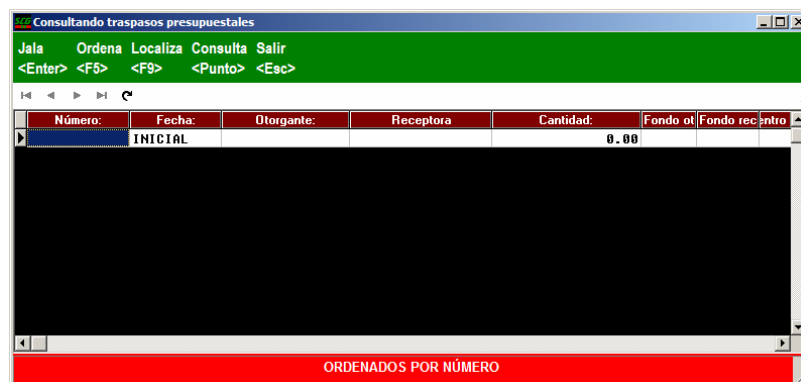 SCG Consultando traspasos presupuestales
Jala Ordena Localiza Consulta Salir
<Enter> <F5> <F9> <Punto> <Esc>
Número: Fecha: Otorgante: Receptora Cantidad: Fondo ot Fondo rec entro
INICIAL 0.00
ORDENADOS POR NÚMERO